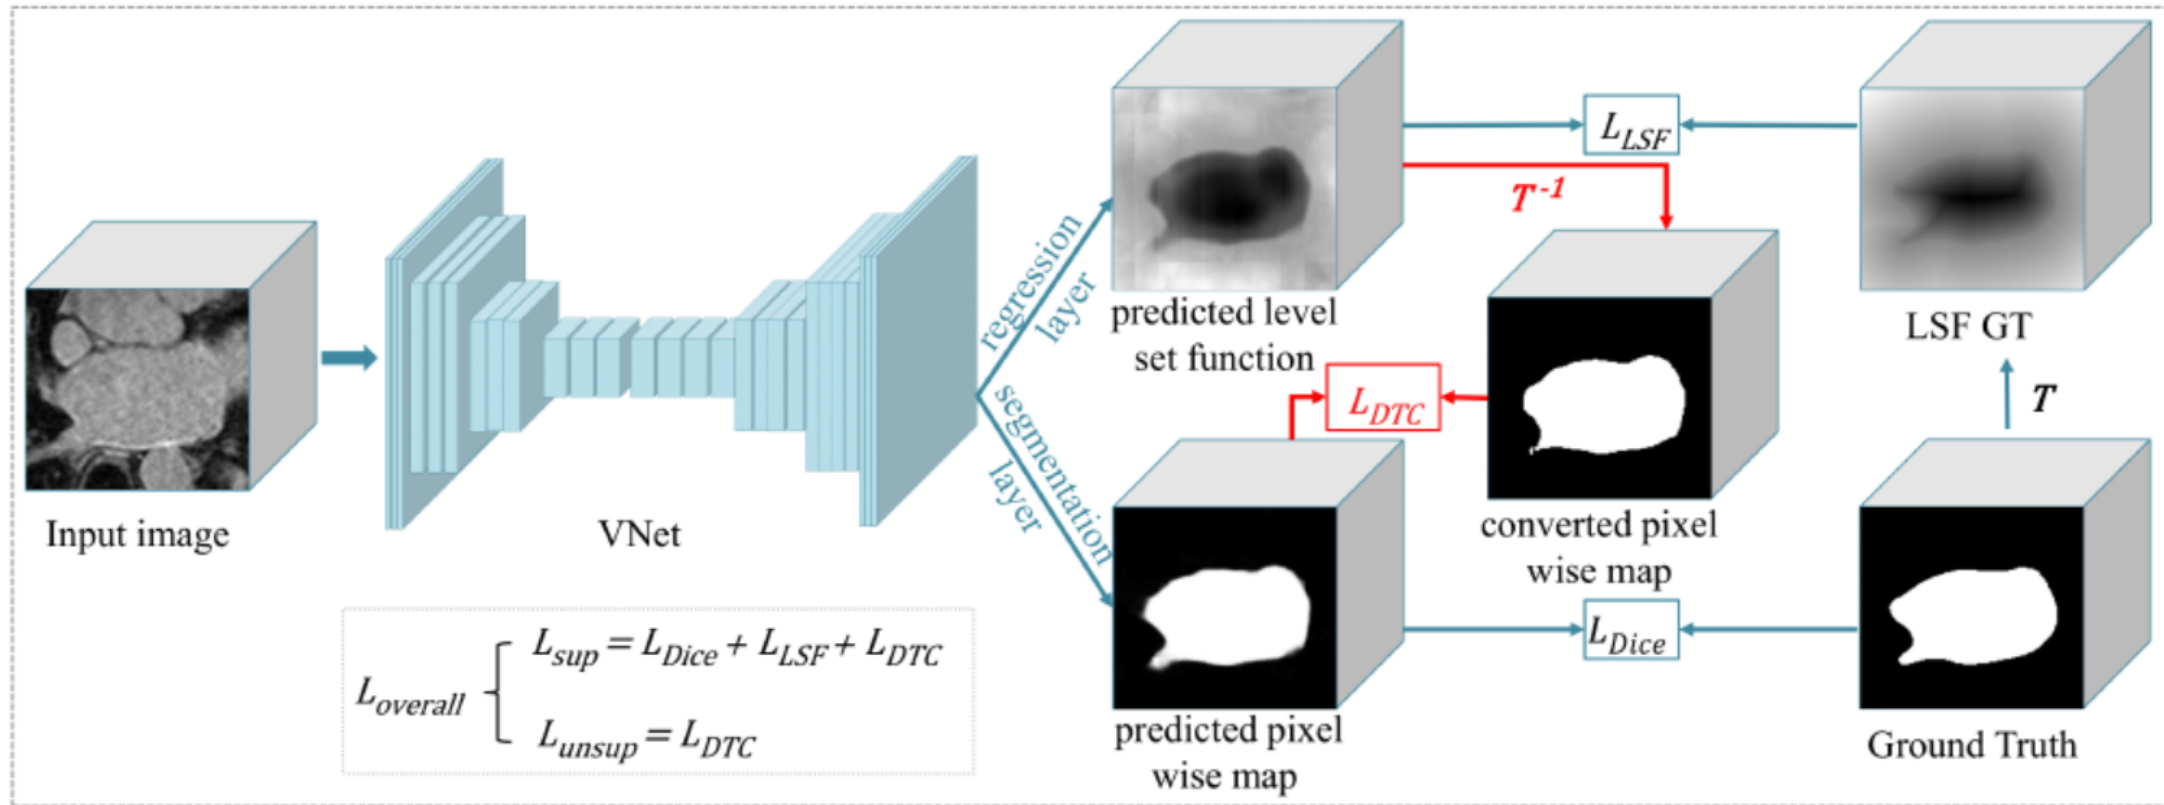 Input image
VNet
regression
layer
segmentation
layer
predicted level
set function
L_LSF
T^-1
LSF GT
T
L_DTC
converted pixel
wise map
L_Dice
predicted pixel
wise map
Ground Truth
L_overall
L_sup = L_Dice + L_LSF + L_DTC
L_unsup = L_DTC